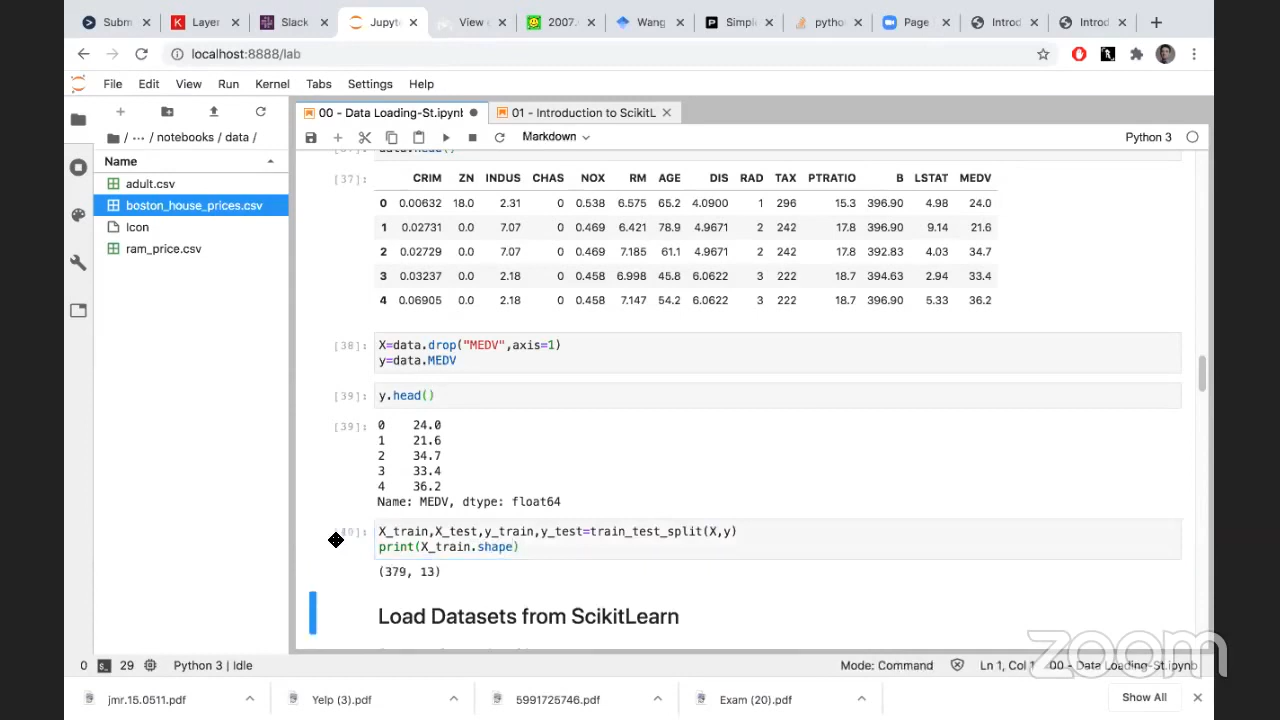 Subm
Layer
Slack
Jupyte
View
2007.
Wang
Simple
python
Page
Introd
Introd
localhost:8888/lab
File Edit View Run Kernel Tabs Settings Help
00 - Data Loading-St.ipynb
01 - Introduction to ScikitL
Markdown
Python 3
/ ··· / notebooks / data /
Name
adult.csv
boston_house_prices.csv
Icon
ram_price.csv
[37]:
CRIM ZN INDUS CHAS NOX RM AGE DIS RAD TAX PTRATIO B LSTAT MEDV
0 0.00632 18.0 2.31 0 0.538 6.575 65.2 4.0900 1 296 15.3 396.90 4.98 24.0
1 0.02731 0.0 7.07 0 0.469 6.421 78.9 4.9671 2 242 17.8 396.90 9.14 21.6
2 0.02729 0.0 7.07 0 0.469 7.185 61.1 4.9671 2 242 17.8 392.83 4.03 34.7
3 0.03237 0.0 2.18 0 0.458 6.998 45.8 6.0622 3 222 18.7 394.63 2.94 33.4
4 0.06905 0.0 2.18 0 0.458 7.147 54.2 6.0622 3 222 18.7 396.90 5.33 36.2
[38]: X=data.drop("MEDV",axis=1)
y=data.MEDV
[39]: y.head()
[39]: 0 24.0
1 21.6
2 34.7
3 33.4
4 36.2
Name: MEDV, dtype: float64
X_train,X_test,y_train,y_test=train_test_split(X,y)
print(X_train.shape)
(379, 13)
Load Datasets from ScikitLearn
zoom
0 29 Python 3 | Idle
Mode: Command Ln 1, Col 1 00 - Data Loading-St.ipynb
jmr.15.0511.pdf
Yelp (3).pdf
5991725746.pdf
Exam (20).pdf
Show All